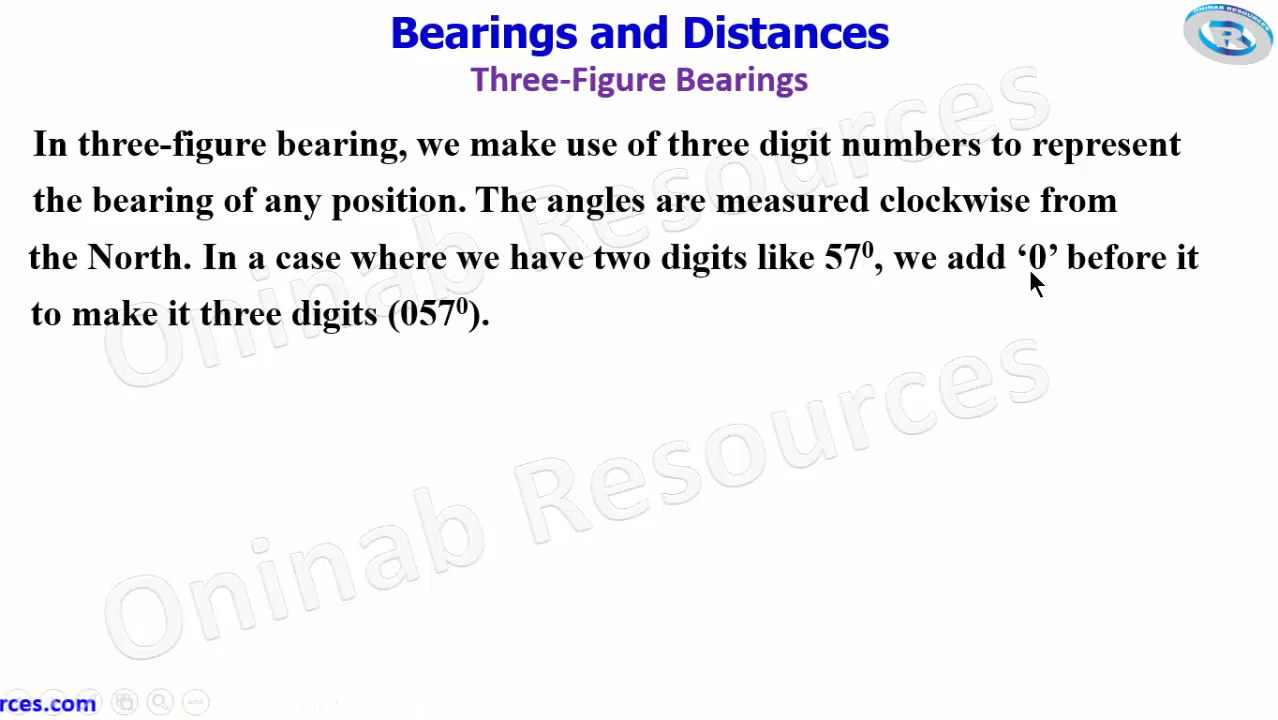 Bearings and Distances
ONINAB RESOURCES
R
Three-Figure Bearings
In three-figure bearing, we make use of three digit numbers to represent
the bearing of any position. The angles are measured clockwise from
the North. In a case where we have two digits like 57⁰, we add ‘0’ before it
to make it three digits (057⁰).
Oninab Resources
Oninab Resources
rces.com